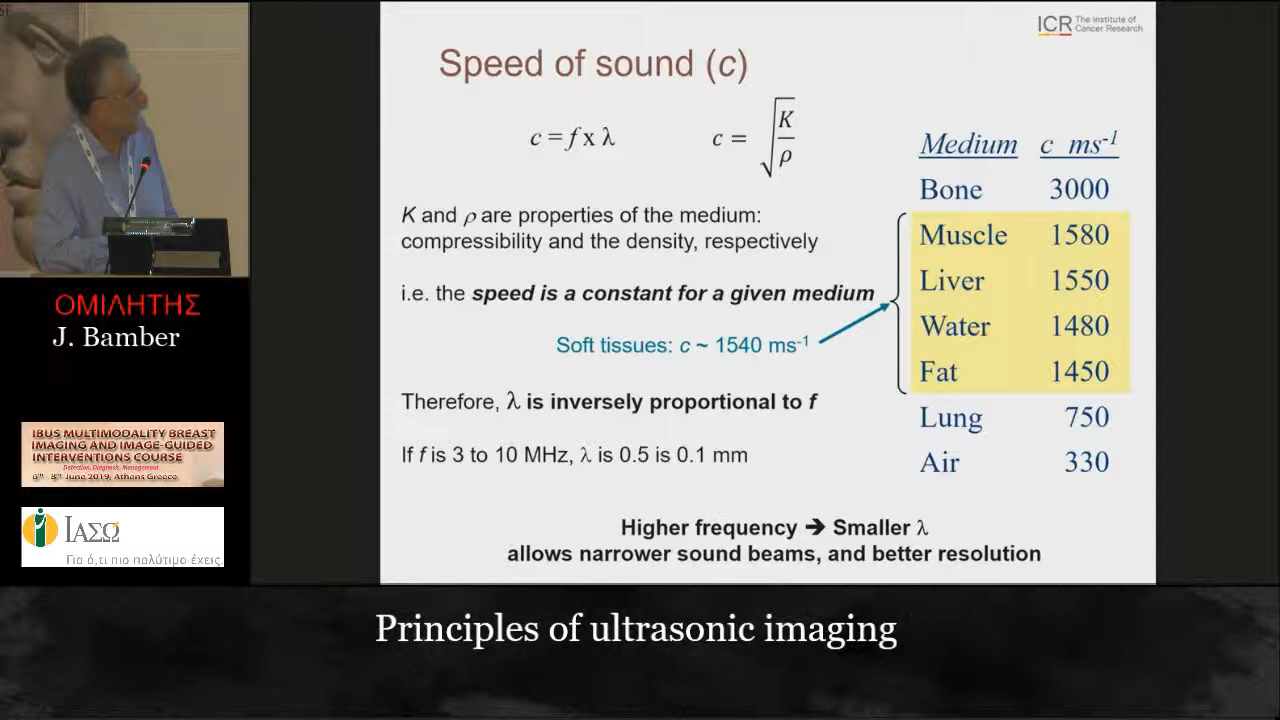 ICR The Institute of
Cancer Research
Speed of sound (c)
c = f x λ
c = √K/ρ
K and ρ are properties of the medium:
compressibility and the density, respectively
i.e. the speed is a constant for a given medium
Soft tissues: c ~ 1540 ms⁻¹
Therefore, λ is inversely proportional to f
If f is 3 to 10 MHz, λ is 0.5 is 0.1 mm
Higher frequency ➔ Smaller λ
allows narrower sound beams, and better resolution
Medium c ms⁻¹
Bone 3000
Muscle 1580
Liver 1550
Water 1480
Fat 1450
Lung 750
Air 330
ΟΜΙΛΗΤΗΣ
J. Bamber
IBUS MULTIMODALITY BREAST
IMAGING AND IMAGE-GUIDED
INTERVENTIONS COURSE
Detection, Diagnosis, Management
6th - 8th June 2019, Athens Greece
ΙΑΣΩ
Για ό,τι πιο πολύτιμο έχεις.
Principles of ultrasonic imaging